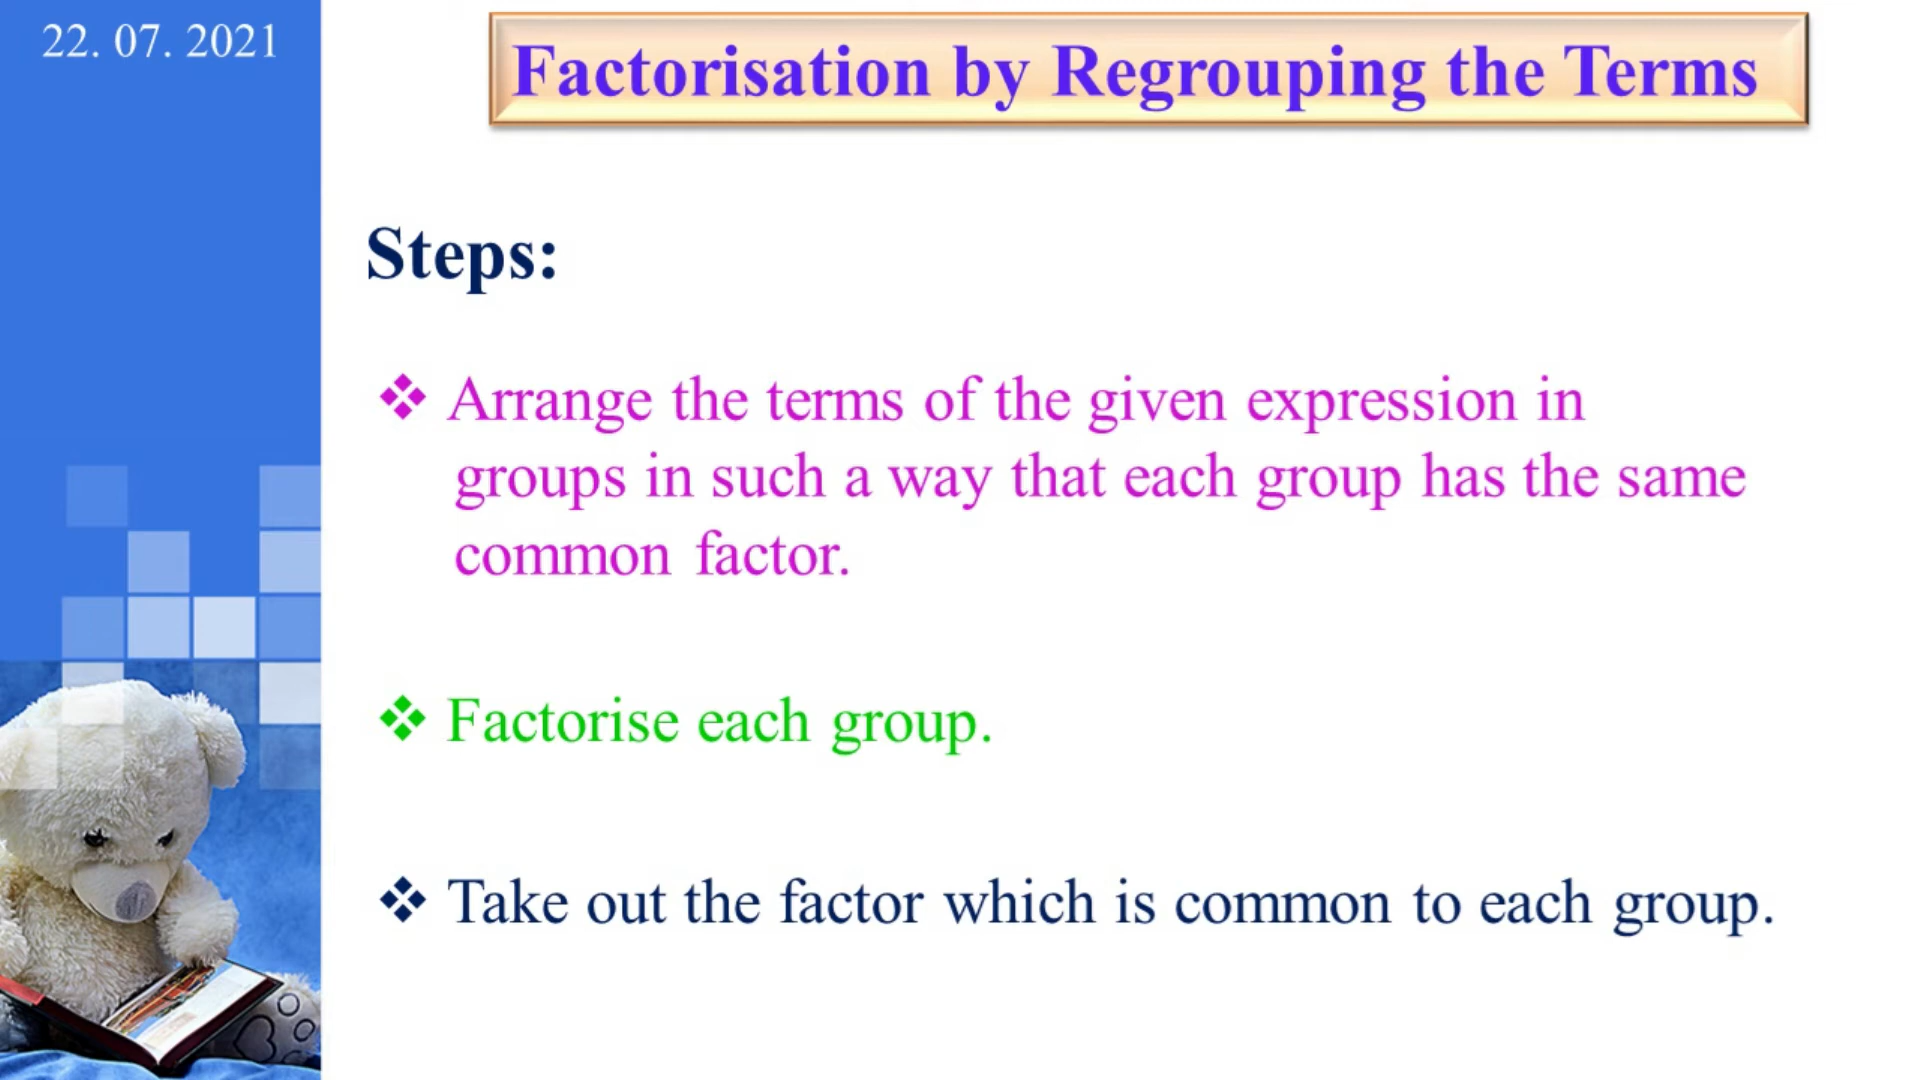 22. 07. 2021
Factorisation by Regrouping the Terms
Steps:
❖ Arrange the terms of the given expression in
groups in such a way that each group has the same
common factor.
❖ Factorise each group.
❖ Take out the factor which is common to each group.